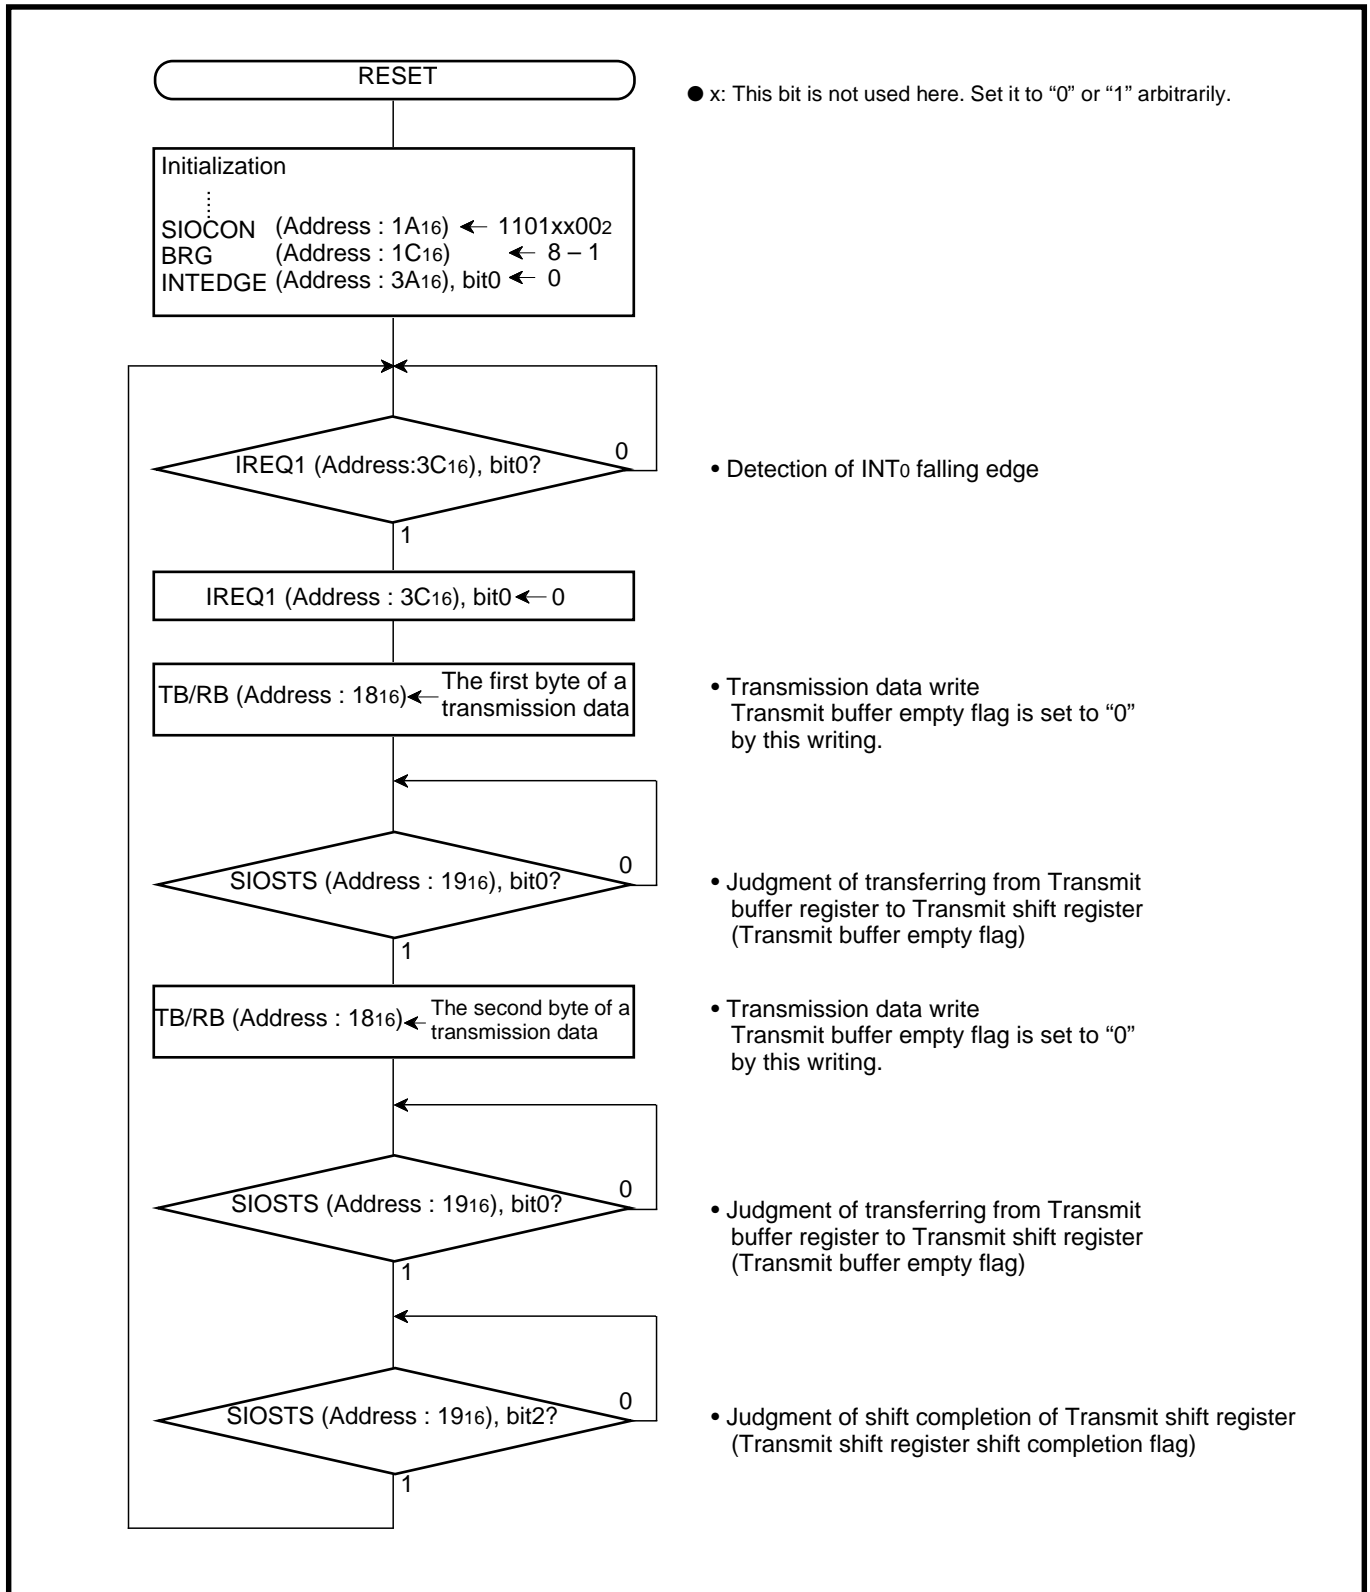 RESET
● x: This bit is not used here. Set it to “0” or “1” arbitrarily.
Initialization
SIOCON (Address : 1A16) ← 1101xx002
BRG (Address : 1C16) ← 8 – 1
INTEDGE (Address : 3A16), bit0 ← 0
IREQ1 (Address:3C16), bit0?
0
• Detection of INT0 falling edge
1
IREQ1 (Address : 3C16), bit0 ← 0
TB/RB (Address : 1816) ← The first byte of a
transmission data
• Transmission data write
Transmit buffer empty flag is set to “0”
by this writing.
SIOSTS (Address : 1916), bit0?
0
• Judgment of transferring from Transmit
buffer register to Transmit shift register
(Transmit buffer empty flag)
1
TB/RB (Address : 1816) ← The second byte of a
transmission data
• Transmission data write
Transmit buffer empty flag is set to “0”
by this writing.
SIOSTS (Address : 1916), bit0?
0
• Judgment of transferring from Transmit
buffer register to Transmit shift register
(Transmit buffer empty flag)
1
SIOSTS (Address : 1916), bit2?
0
• Judgment of shift completion of Transmit shift register
(Transmit shift register shift completion flag)
1